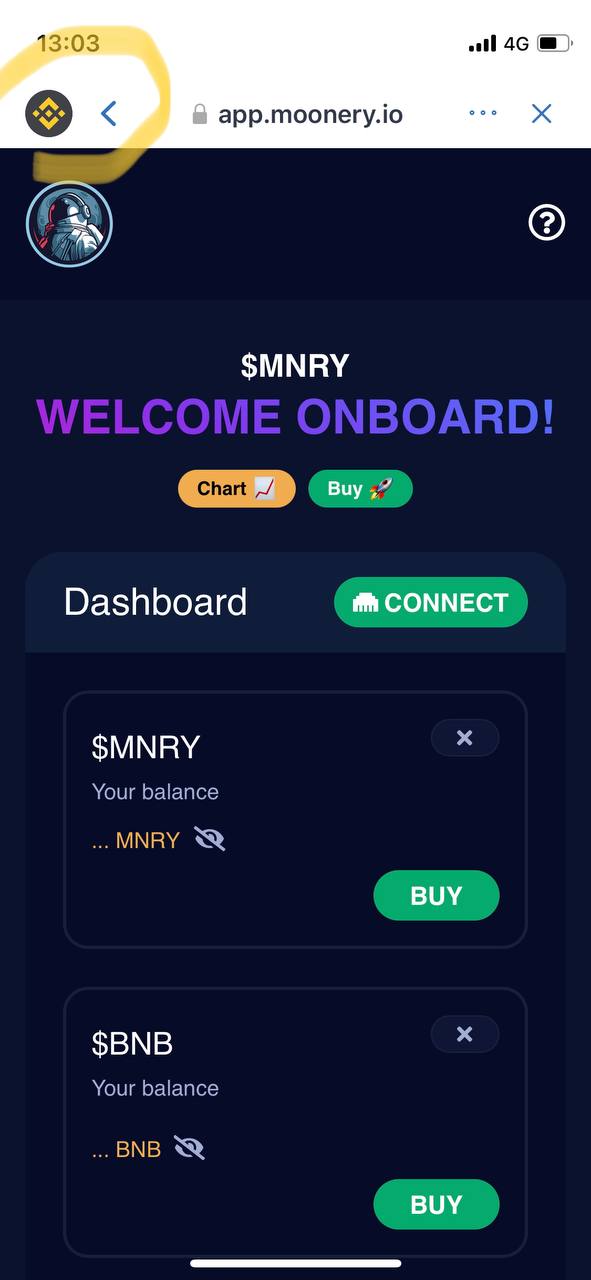 13:03 4G
app.moonery.io
$MNRY
WELCOME ONBOARD!
Chart 📈 Buy 🚀
Dashboard CONNECT
$MNRY
Your balance
... MNRY
BUY
$BNB
Your balance
... BNB
BUY